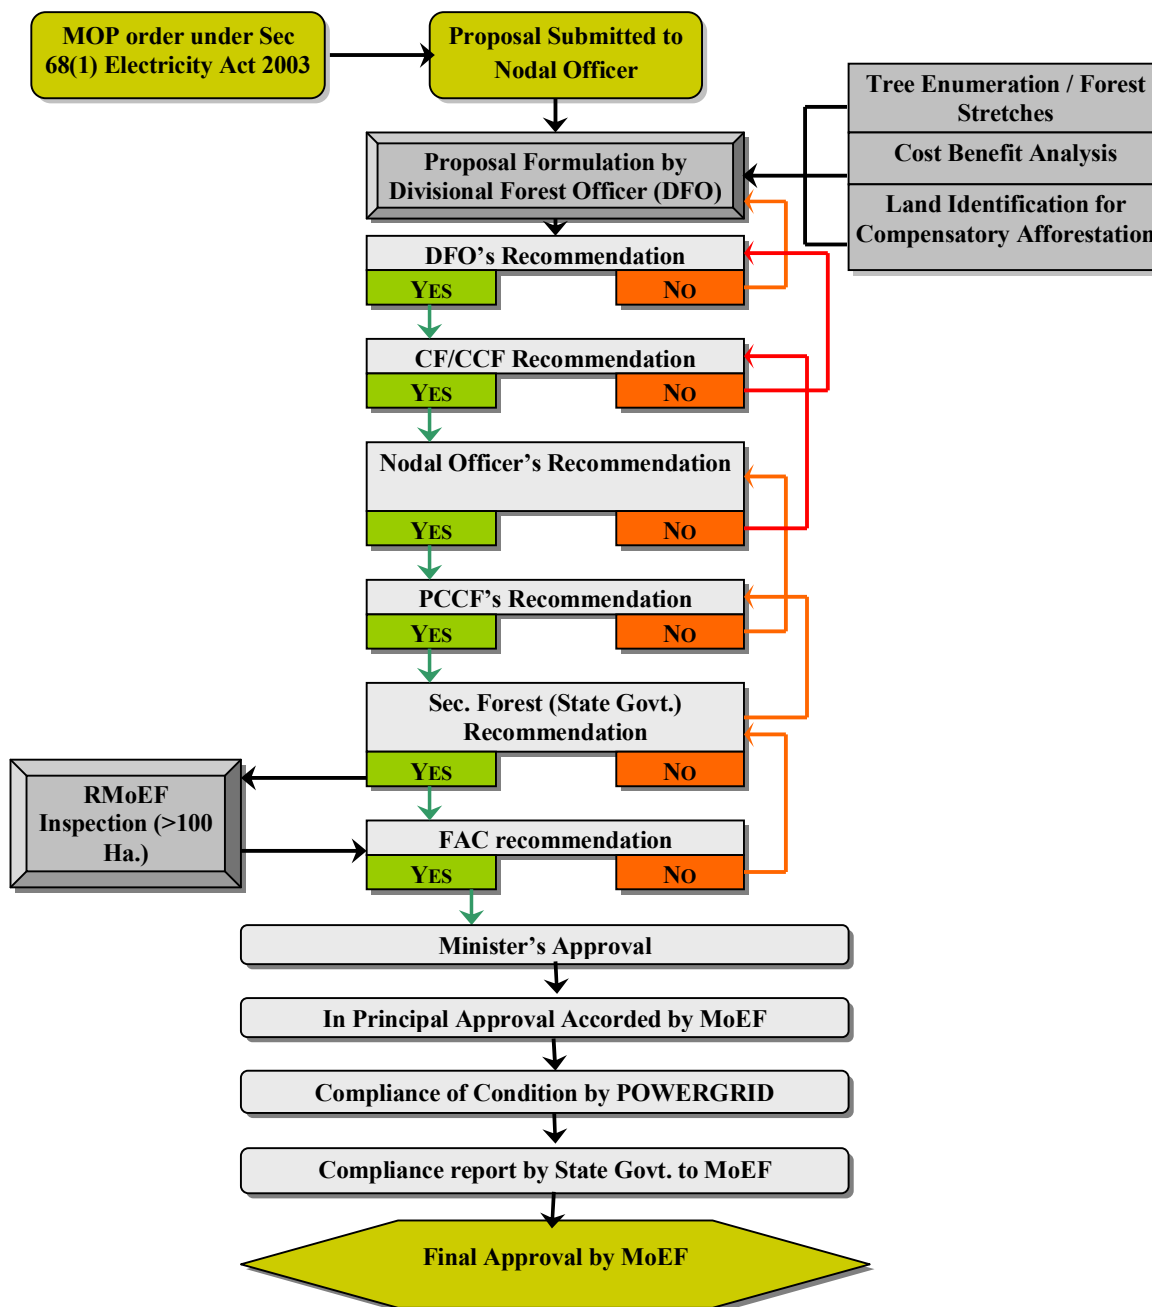 MOP order under Sec
68(1) Electricity Act 2003
Proposal Submitted to
Nodal Officer
Tree Enumeration / Forest
Stretches
Cost Benefit Analysis
Land Identification for
Compensatory Afforestation
Proposal Formulation by
Divisional Forest Officer (DFO)
DFO’s Recommendation
YES
NO
CF/CCF Recommendation
YES
NO
Nodal Officer’s Recommendation
YES
NO
PCCF’s Recommendation
YES
NO
Sec. Forest (State Govt.)
Recommendation
YES
NO
RMoEF
Inspection (>100
Ha.)
FAC recommendation
YES
NO
Minister’s Approval
In Principal Approval Accorded by MoEF
Compliance of Condition by POWERGRID
Compliance report by State Govt. to MoEF
Final Approval by MoEF